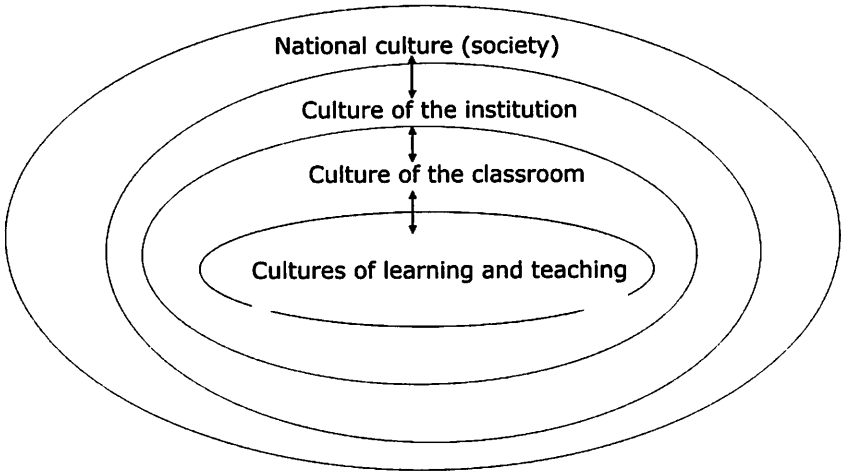 National culture (society)
Culture of the institution
Culture of the classroom
Cultures of learning and teaching